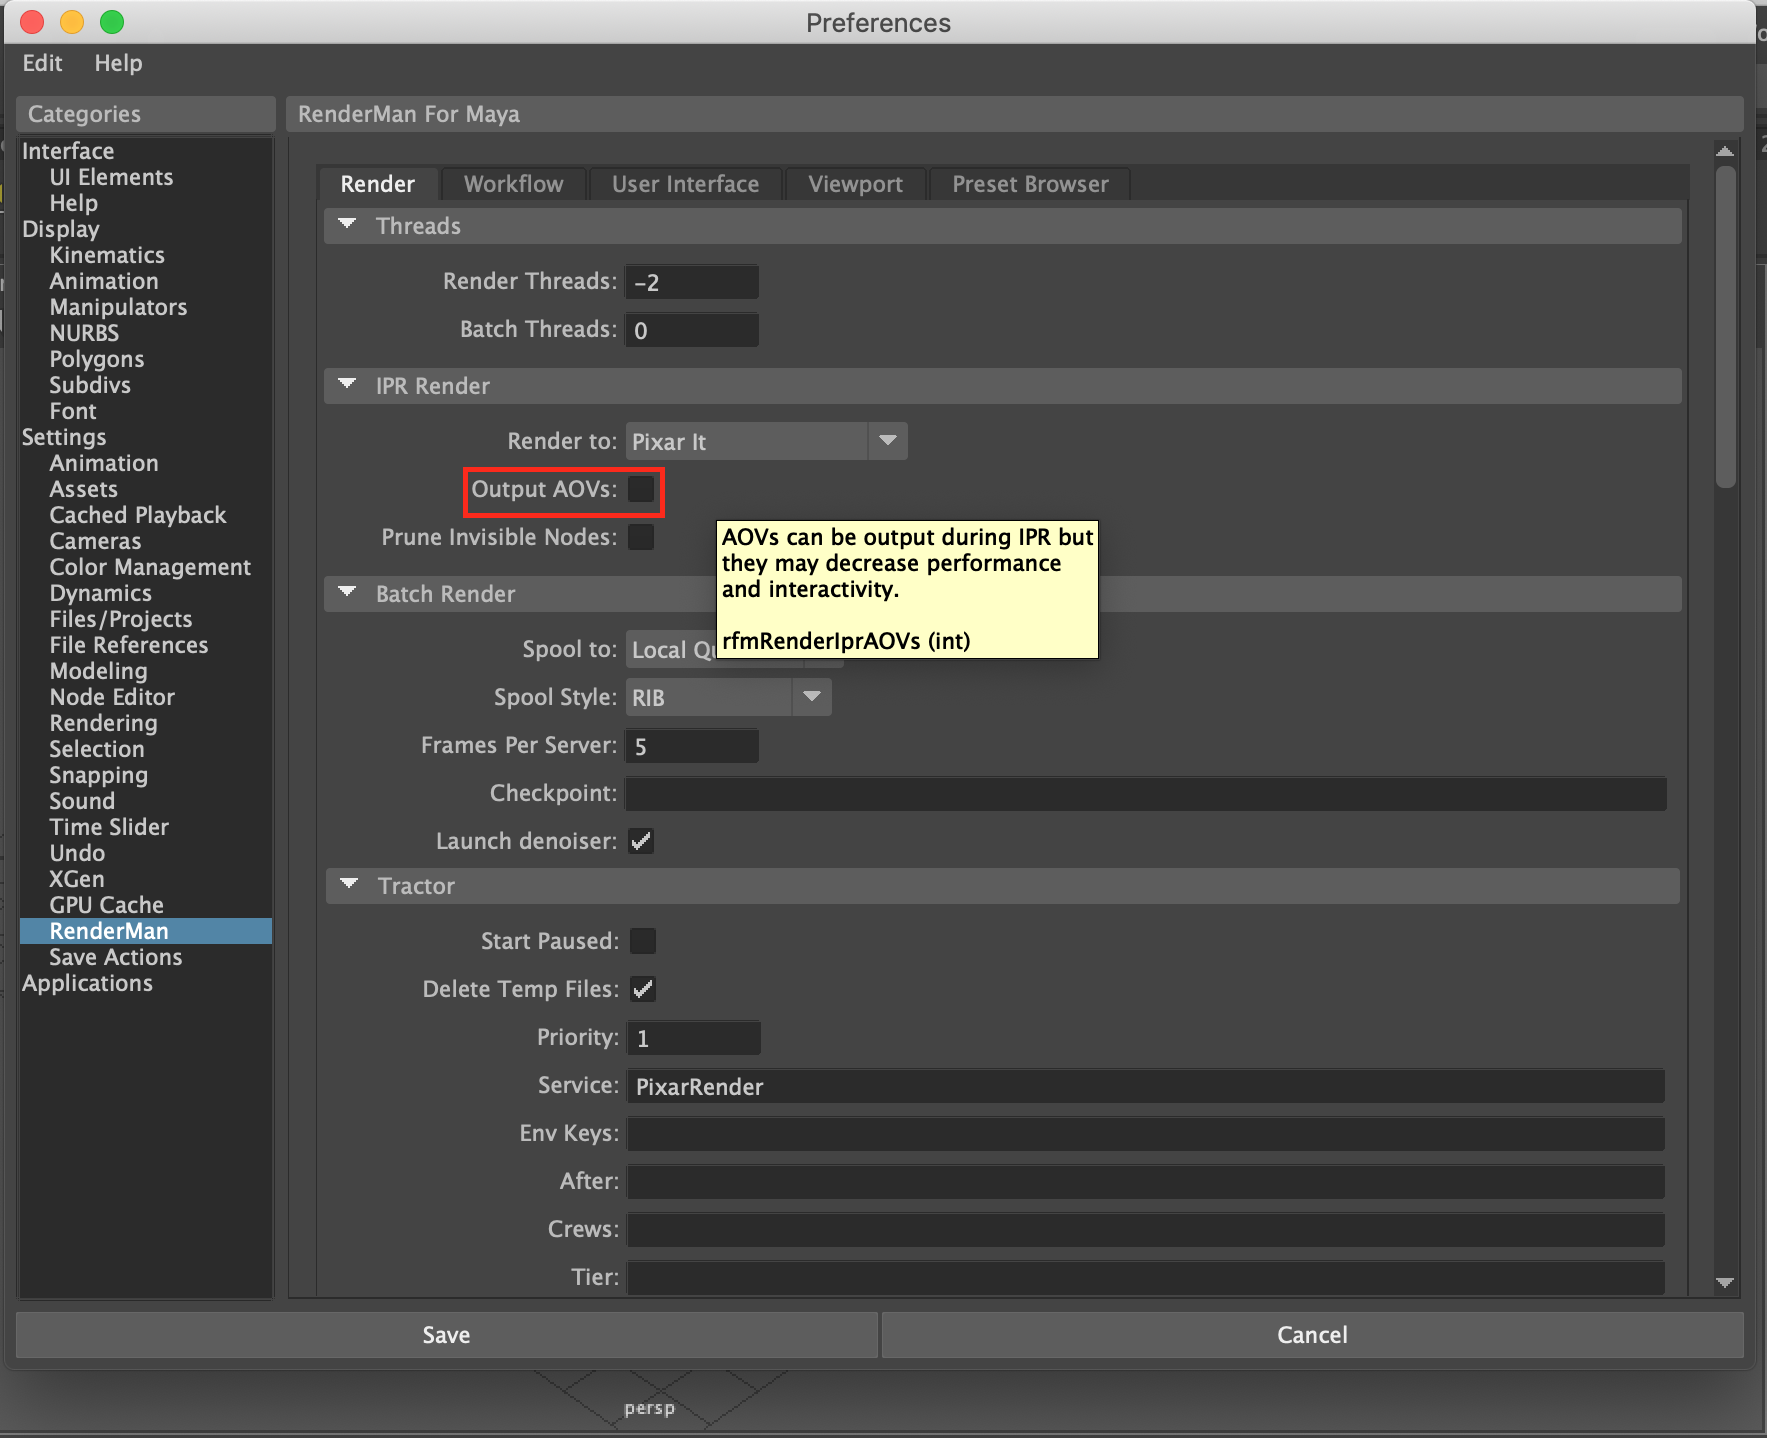 Preferences
Edit Help
Categories
Interface
UI Elements
Help
Display
Kinematics
Animation
Manipulators
NURBS
Polygons
Subdivs
Font
Settings
Animation
Assets
Cached Playback
Cameras
Color Management
Dynamics
Files/Projects
File References
Modeling
Node Editor
Rendering
Selection
Snapping
Sound
Time Slider
Undo
XGen
GPU Cache
RenderMan
Save Actions
Applications
RenderMan For Maya
Render Workflow User Interface Viewport Preset Browser
Threads
Render Threads: -2
Batch Threads: 0
IPR Render
Render to: Pixar It
Output AOVs:
Prune Invisible Nodes:
AOVs can be output during IPR but
they may decrease performance
and interactivity.
rfmRenderIprAOVs (int)
Batch Render
Spool to: Local
Spool Style: RIB
Frames Per Server: 5
Checkpoint:
Launch denoiser:
Tractor
Start Paused:
Delete Temp Files:
Priority: 1
Service: PixarRender
Env Keys:
After:
Crews:
Tier:
Save Cancel
persp